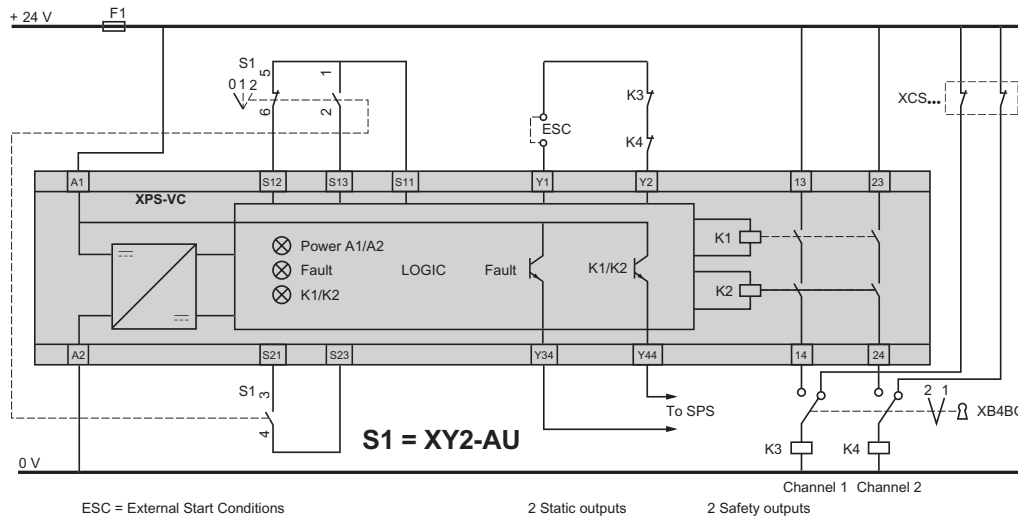 + 24 V
F1
S1
5
1
0 1 2
6
2
K3
ESC
K4
XCS...
A1
S12
S13
S11
Y1
Y2
13
23
XPS-VC
Power A1/A2
Fault
K1/K2
LOGIC
Fault
K1/K2
K1
K2
A2
S21
S23
Y34
Y44
14
24
S1
3
4
To SPS
2 1
XB4BG
S1 = XY2-AU
K3
K4
0 V
Channel 1
Channel 2
ESC = External Start Conditions
2 Static outputs
2 Safety outputs